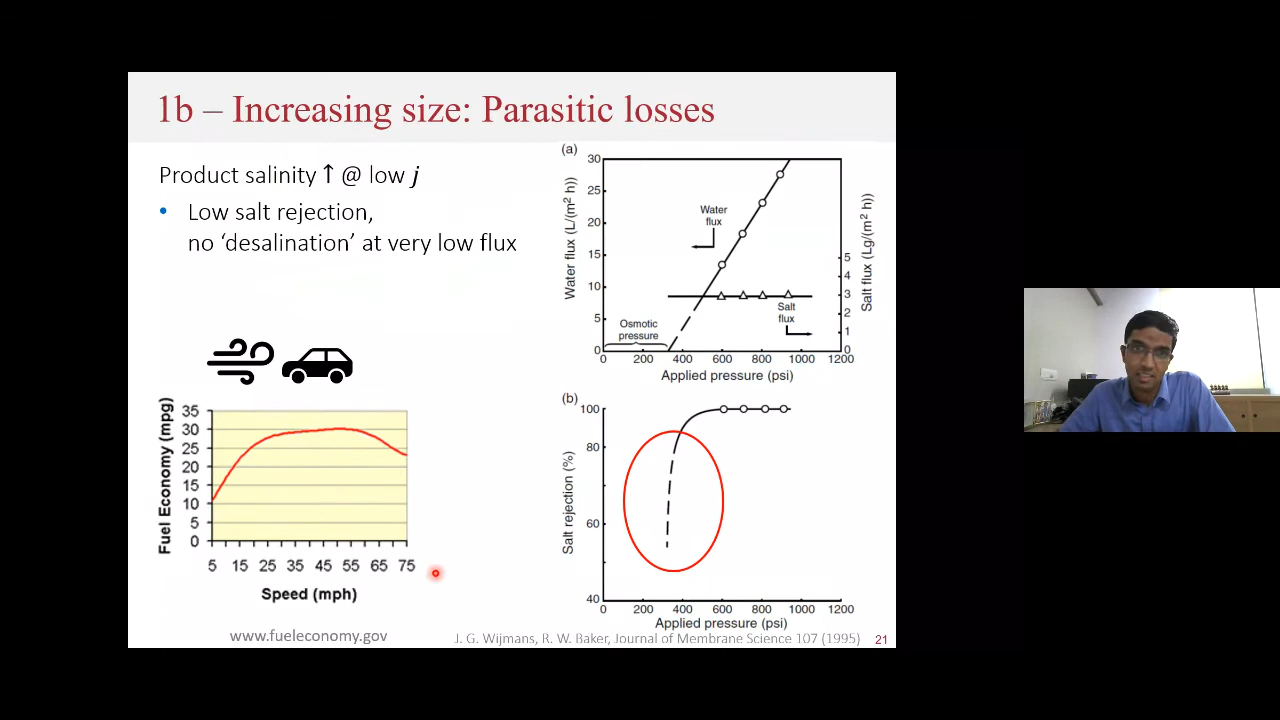 1b – Increasing size: Parasitic losses
Product salinity ↑ @ low j
• Low salt rejection,
no ‘desalination’ at very low flux
(a)
30
25
20
15
10
5
0
Water flux (L/(m² h))
Water
flux
Osmotic
pressure
Salt
flux
5
4
3
2
1
0
Salt flux (Lg/(m² h)
0 200 400 600 800 1000 1200
Applied pressure (psi)
(b)
100
80
60
40
Salt rejection (%)
0 200 400 600 800 1000 1200
Applied pressure (psi)
35
30
25
20
15
10
5
0
Fuel Economy (mpg)
5 15 25 35 45 55 65 75
Speed (mph)
www.fueleconomy.gov
J. G. Wijmans, R. W. Baker, Journal of Membrane Science 107 (1995)
21